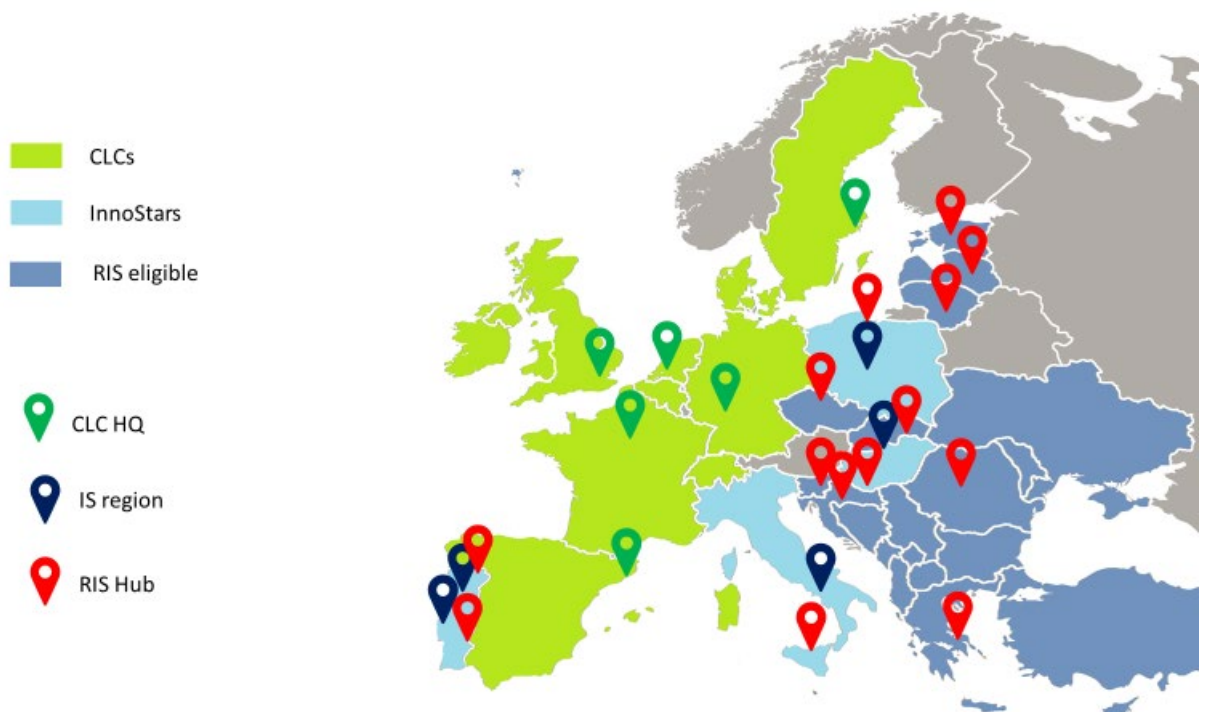 CLCs
InnoStars
RIS eligible
CLC HQ
IS region
RIS Hub